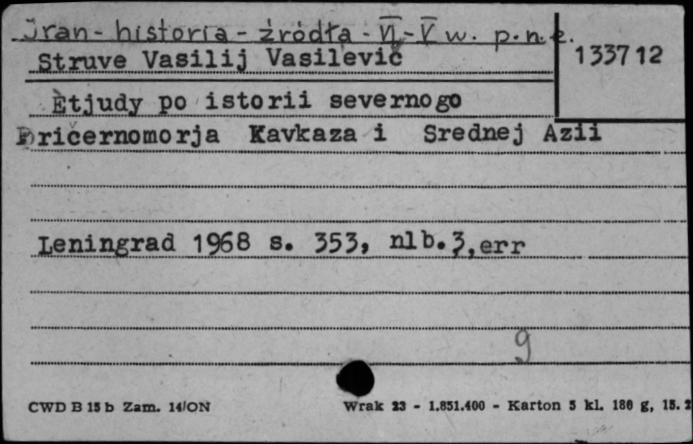 Iran - historia - źródła - VI - V w. p.n.e.
133712
Struve Vasilij Vasilevič
Ètjudy po istorii severnogo
Pričernomorja Kavkaza i Srednej Azii
Leningrad 1968 s. 353, nlb.3,err
9
CWD B 15 b Zam. 14/ON
Wrak 23 - 1.851.400 - Karton 5 kl. 180 g, 15.2